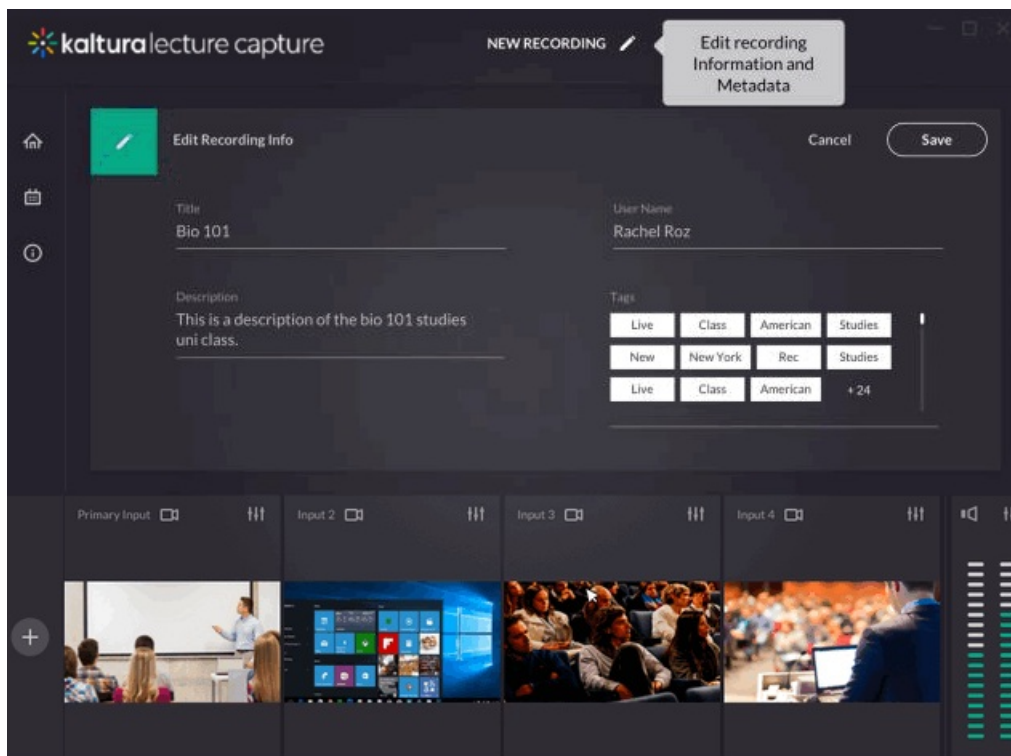 kaltura lecture capture
NEW RECORDING
Edit recording
Information and
Metadata
Edit Recording Info
Cancel
Save
Title
Bio 101
User Name
Rachel Roz
Description
This is a description of the bio 101 studies
uni class.
Tags
Live Class American Studies
New New York Rec Studies
Live Class American + 24
Primary Input
Input 2
Input 3
Input 4